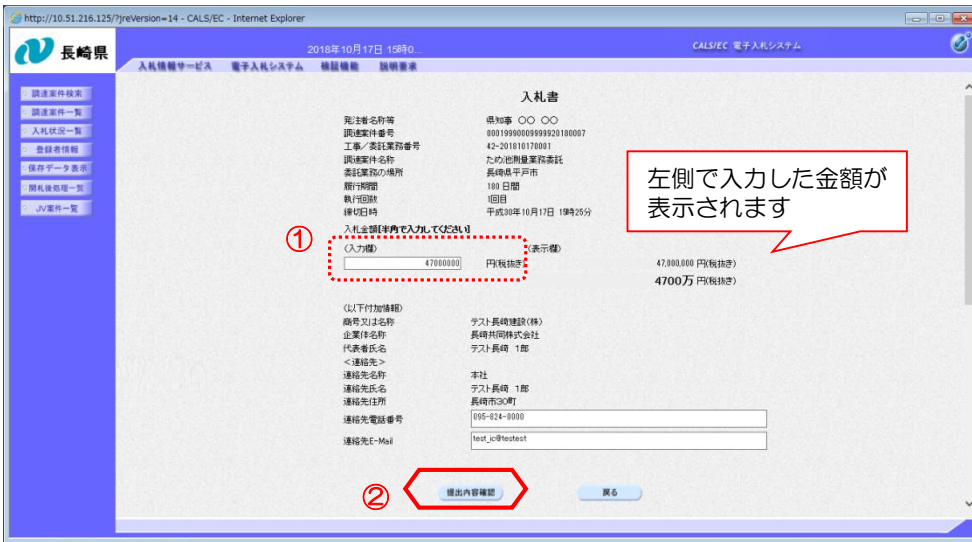 http://10.51.216.125/?jreVersion=14 - CALS/EC - Internet Explorer
長崎県
2018年10月17日 15時0...
CALS/EC 電子入札システム
入札情報サービス 電子入札システム 検証機能 説明要求
調達案件検索
調達案件一覧
入札状況一覧
登録者情報
保存データ表示
開札後処理一覧
JV案件一覧
入札書
発注者名称等 県知事 〇〇 〇〇
調達案件番号 00019990009999920180007
工事／委託業務番号 42-201810170001
調達案件名称 ため池測量業務委託
委託業務の場所 長崎県平戸市
履行期間 180 日間
執行回数 1回目
締切日時 平成30年10月17日 15時25分
左側で入力した金額が
表示されます
入札金額[半角で入力してください]
①
(入力欄) (表示欄)
47000000 円(税抜き) 47,000,000 円(税抜き)
4700万 円(税抜き)
(以下付加情報)
商号又は名称 テスト長崎建設(株)
企業体名称 長崎共同株式会社
代表者氏名 テスト長崎 1郎
＜連絡先＞
連絡先名称 本社
連絡先氏名 テスト長崎 1郎
連絡先住所 長崎市30町
連絡先電話番号 095-824-0000
連絡先E-Mail test_ic@testest
②
提出内容確認 戻る